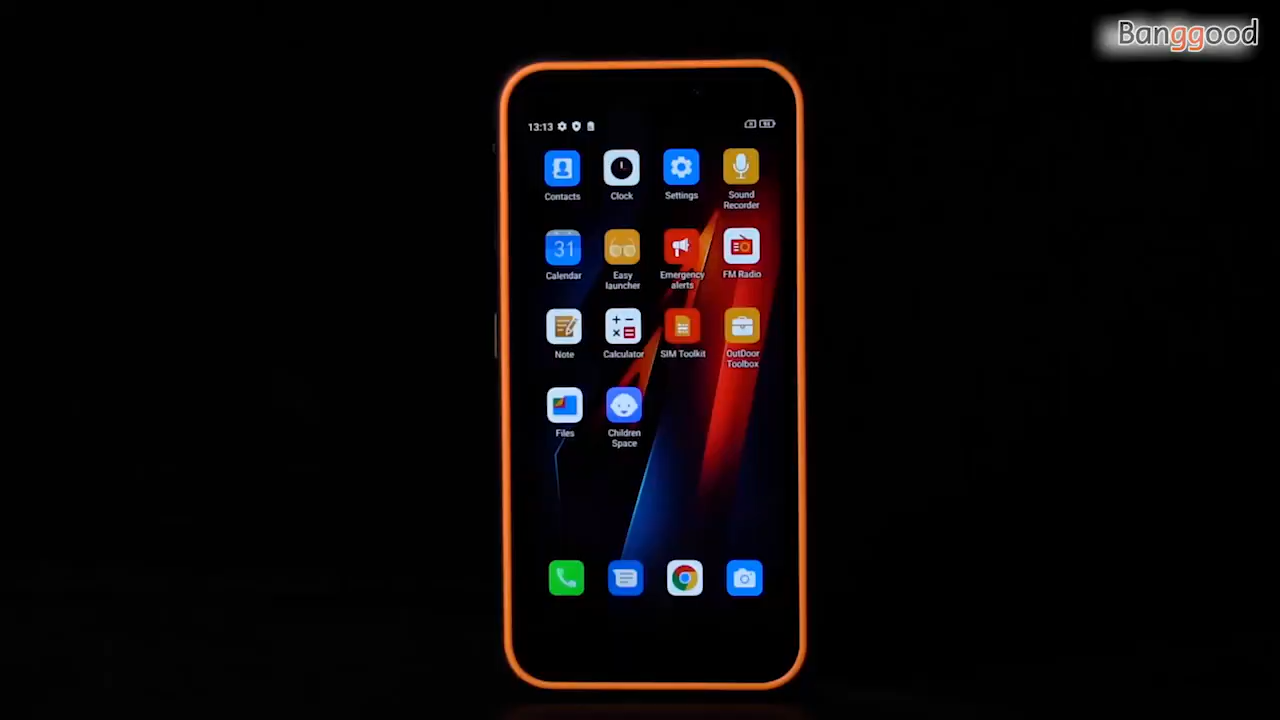 Banggood
13:13
Contacts
Clock
Settings
Sound
Recorder
31
Calendar
Easy
launcher
Emergency
alerts
FM Radio
Note
Calculator
SIM Toolkit
OutDoor
Toolbox
Files
Children
Space